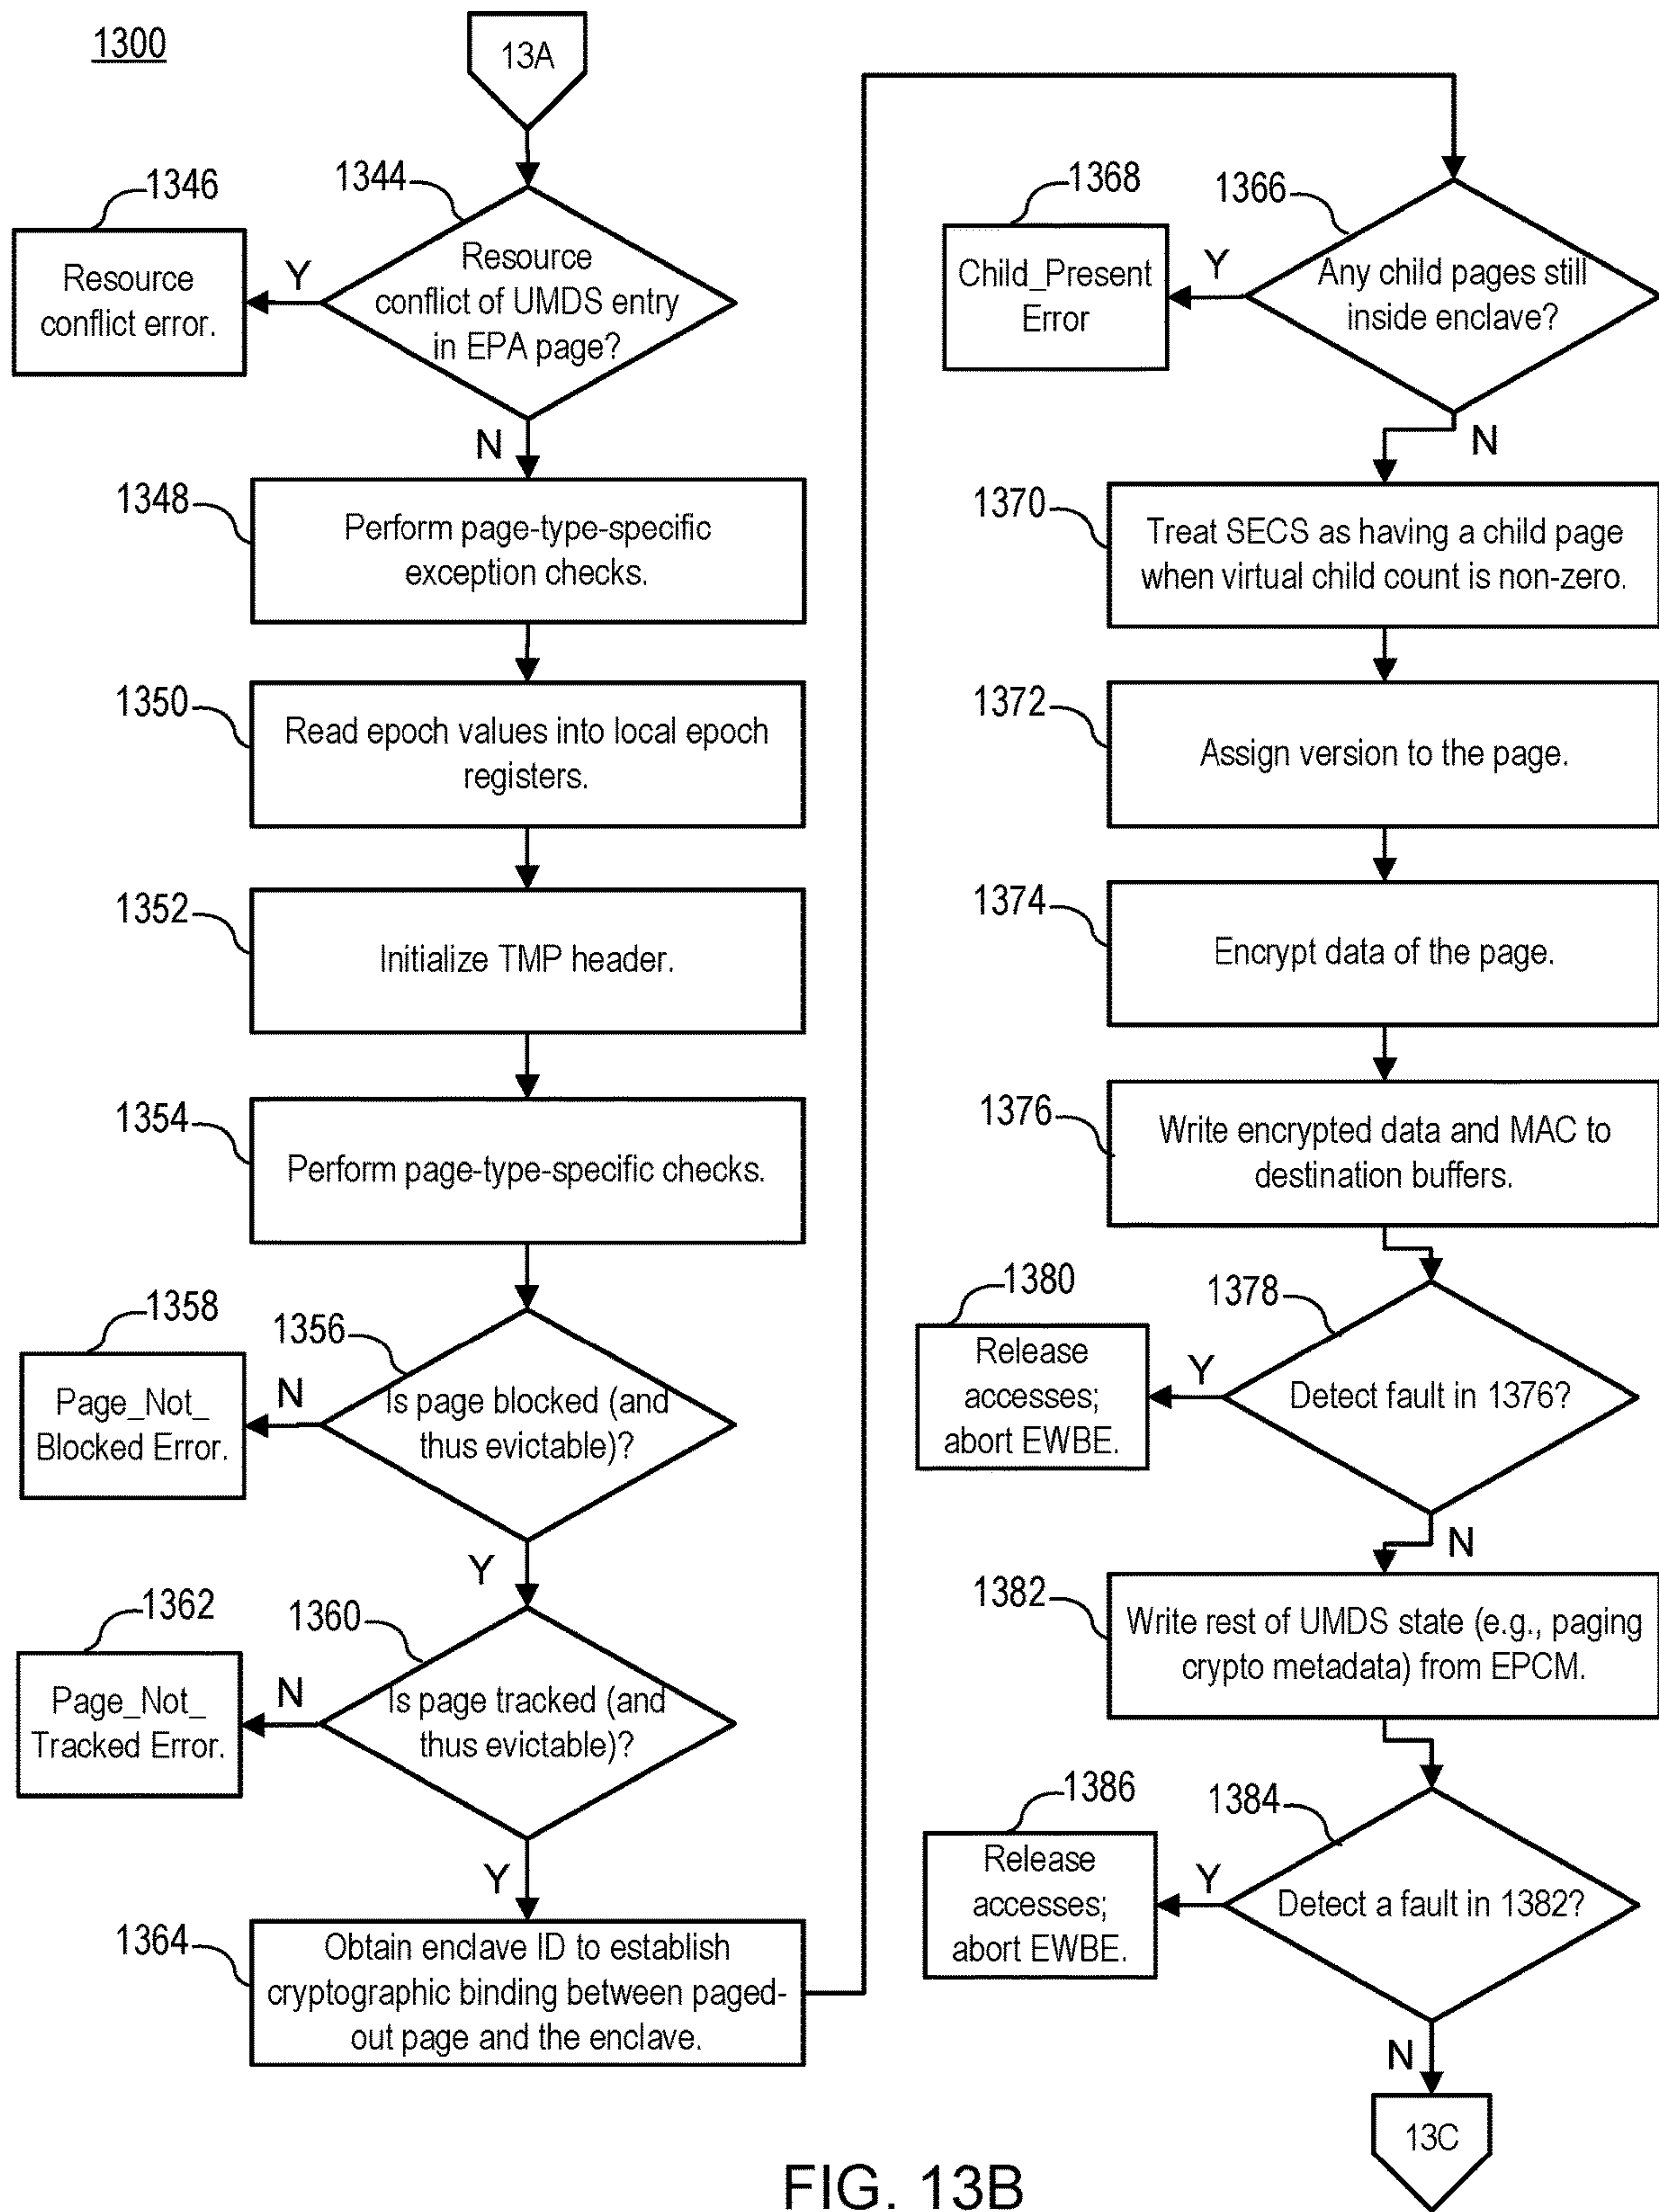 1300
13A
1344
1346
Resource
conflict error.
Y
Resource
conflict of UMDS entry
in EPA page?
N
1348
Perform page-type-specific
exception checks.
1350
Read epoch values into local epoch
registers.
1352
Initialize TMP header.
1354
Perform page-type-specific checks.
1358
1356
Page_Not_
Blocked Error.
N
Is page blocked (and
thus evictable)?
Y
1362
1360
Page_Not_
Tracked Error.
N
Is page tracked (and
thus evictable)?
Y
1364
Obtain enclave ID to establish
cryptographic binding between paged-
out page and the enclave.
1368
1366
Child_Present
Error
Y
Any child pages still
inside enclave?
N
1370
Treat SECS as having a child page
when virtual child count is non-zero.
1372
Assign version to the page.
1374
Encrypt data of the page.
1376
Write encrypted data and MAC to
destination buffers.
1380
1378
Release
accesses;
abort EWBE.
Y
Detect fault in 1376?
N
1382
Write rest of UMDS state (e.g., paging
crypto metadata) from EPCM.
1386
1384
Release
accesses;
abort EWBE.
Y
Detect a fault in 1382?
N
13C
FIG. 13B